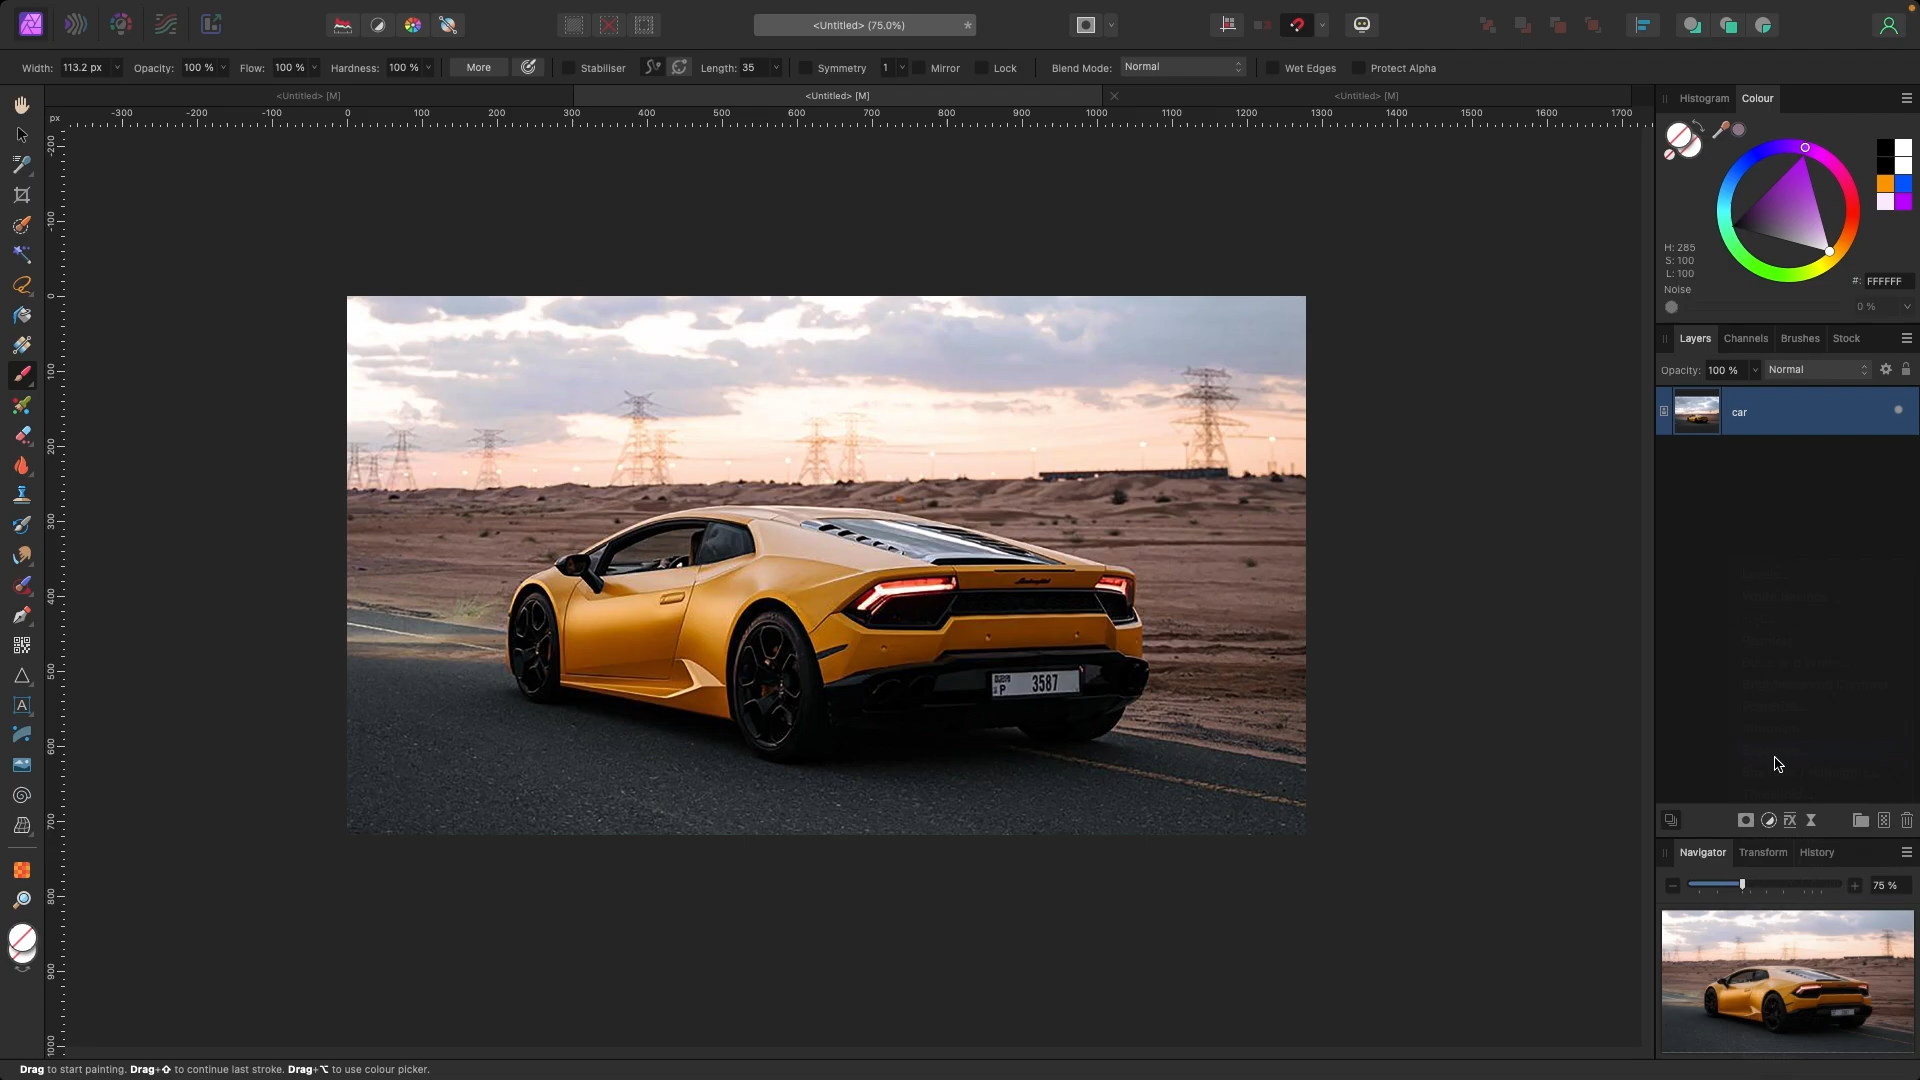 <Untitled> (75.0%)
*
Width: 113.2 px Opacity: 100 % Flow: 100 % Hardness: 100 % More Stabiliser Length: 35 Symmetry 1 Mirror Lock Blend Mode: Normal Wet Edges Protect Alpha
<Untitled> [M] <Untitled> [M] <Untitled> [M]
px -300 -200 -100 0 100 200 300 400 500 600 700 800 900 1000 1100 1200 1300 1400 1500 1600 1700
-200
-100
0
100
200
300
400
500
600
700
800
900
1000
P 3587
Histogram Colour
H: 285
S: 100
L: 100
#: FFFFFF
Noise
0 %
Layers Channels Brushes Stock
Opacity: 100 % Normal
car
Navigator Transform History
75 %
Drag to start painting. Drag+⇧ to continue last stroke. Drag+⌥ to use colour picker.